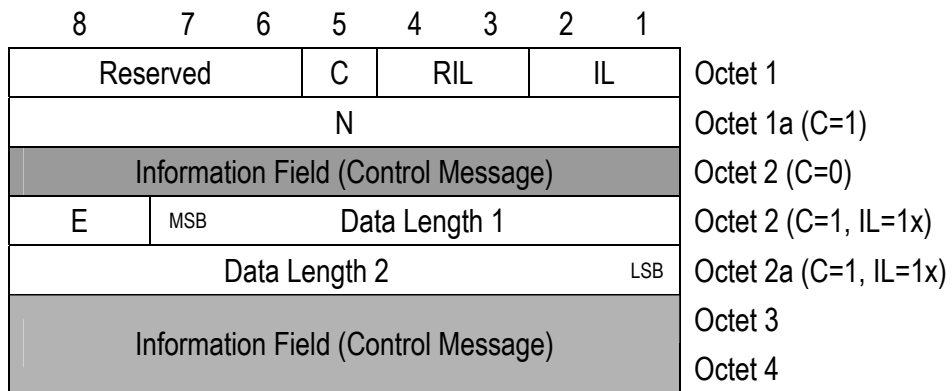 8 7 6 5 4 3 2 1
Reserved C RIL IL Octet 1
N Octet 1a (C=1)
Information Field (Control Message) Octet 2 (C=0)
E MSB Data Length 1 Octet 2 (C=1, IL=1x)
Data Length 2 LSB Octet 2a (C=1, IL=1x)
Octet 3
Information Field (Control Message)
Octet 4